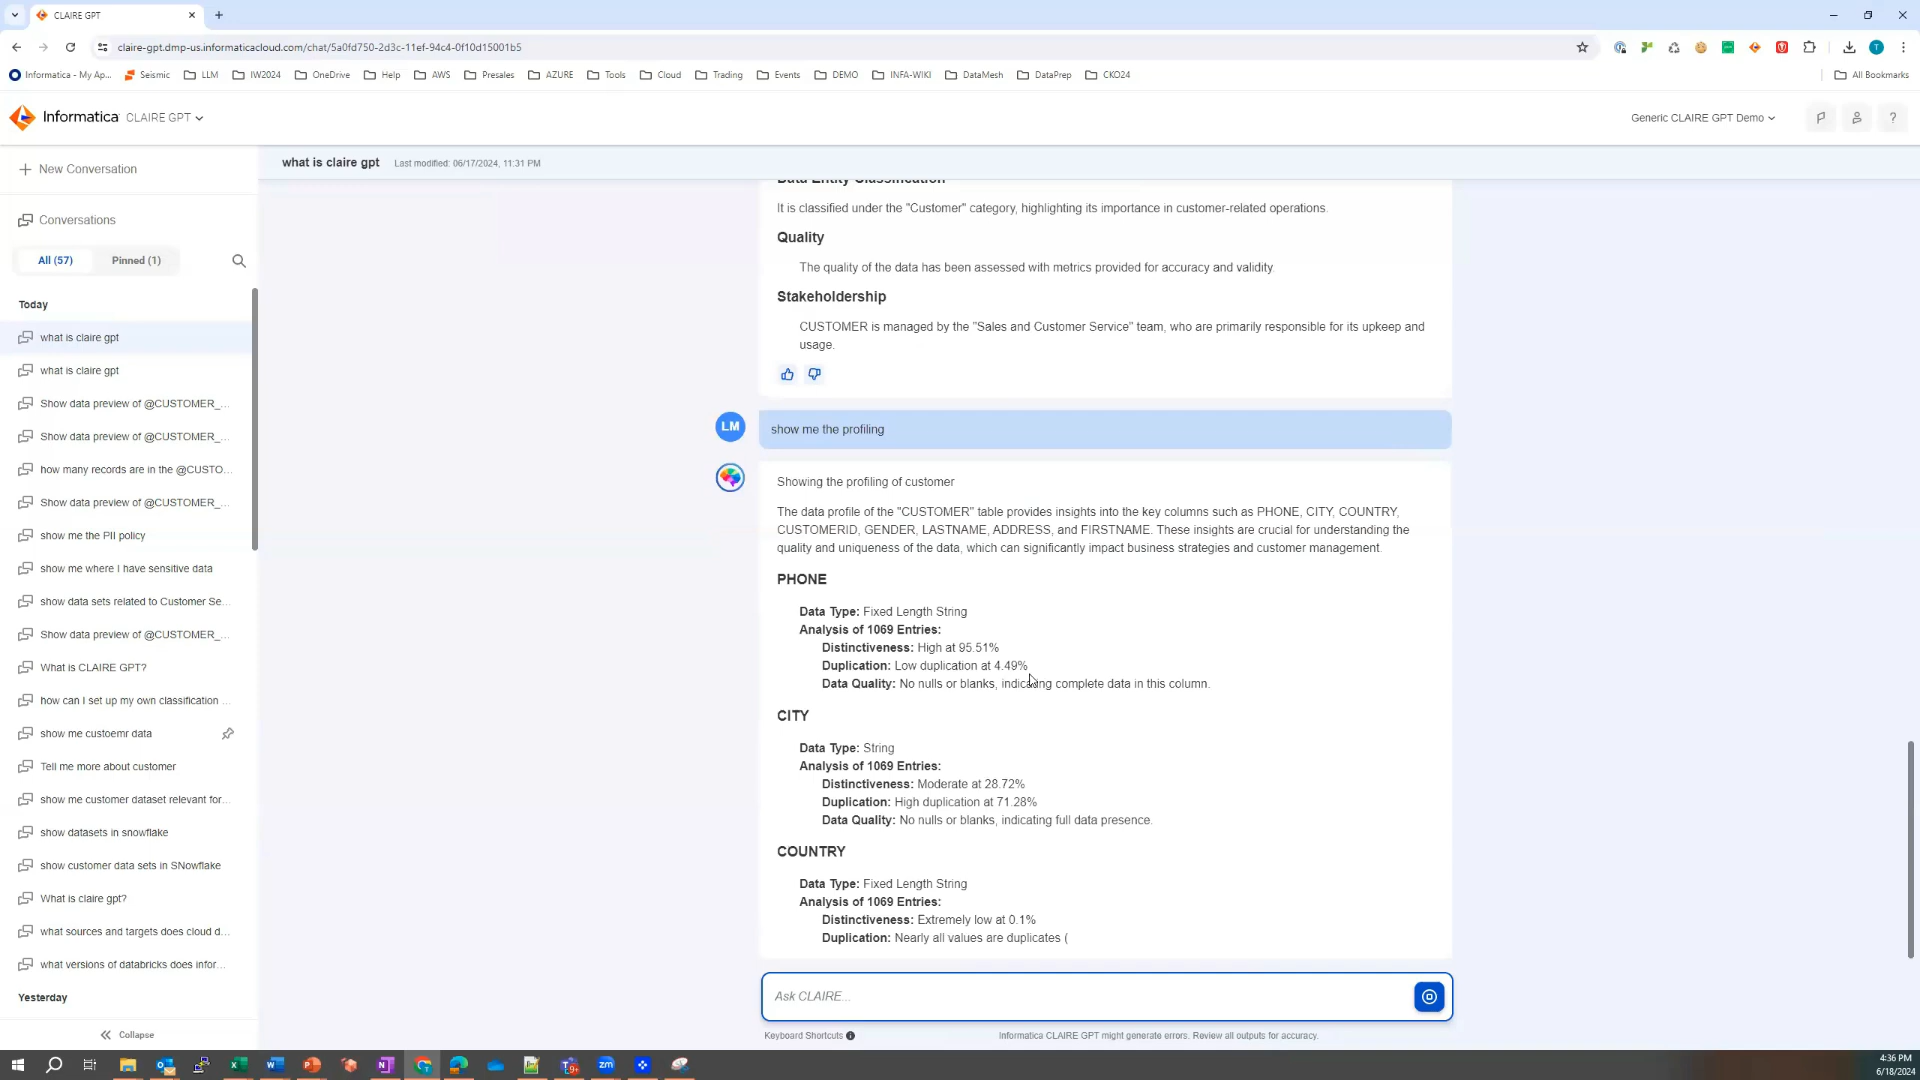 CLAIRE GPT
claire-gpt.dmp-us.informaticacloud.com/chat/5a0fd750-2d3c-11ef-94c4-0f10d15001b5
Informatica - My Ap... Seismic LLM IW2024 OneDrive Help AWS Presales AZURE Tools Cloud Trading Events DEMO INFA-WIKI DataMesh DataPrep CKO24 All Bookmarks
Informatica CLAIRE GPT Generic CLAIRE GPT Demo ?
New Conversation
what is claire gpt Last modified: 06/17/2024, 11:31 PM
Conversations
All (57) Pinned (1)
Today
what is claire gpt
what is claire gpt
Show data preview of @CUSTOMER_...
Show data preview of @CUSTOMER_...
how many records are in the @CUSTO...
Show data preview of @CUSTOMER_...
show me the PII policy
show me where I have sensitive data
show data sets related to Customer Se...
Show data preview of @CUSTOMER_...
What is CLAIRE GPT?
how can I set up my own classification ...
show me custoemr data
Tell me more about customer
show me customer dataset relevant for...
show datasets in snowflake
show customer data sets in SNowflake
What is claire gpt?
what sources and targets does cloud d...
what versions of databricks does infor...
Yesterday
Collapse
Data Entity Classification
It is classified under the "Customer" category, highlighting its importance in customer-related operations.
Quality
The quality of the data has been assessed with metrics provided for accuracy and validity.
Stakeholdership
CUSTOMER is managed by the "Sales and Customer Service" team, who are primarily responsible for its upkeep and
usage.
LM show me the profiling
Showing the profiling of customer
The data profile of the "CUSTOMER" table provides insights into the key columns such as PHONE, CITY, COUNTRY,
CUSTOMERID, GENDER, LASTNAME, ADDRESS, and FIRSTNAME. These insights are crucial for understanding the
quality and uniqueness of the data, which can significantly impact business strategies and customer management.
PHONE
Data Type: Fixed Length String
Analysis of 1069 Entries:
Distinctiveness: High at 95.51%
Duplication: Low duplication at 4.49%
Data Quality: No nulls or blanks, indicating complete data in this column.
CITY
Data Type: String
Analysis of 1069 Entries:
Distinctiveness: Moderate at 28.72%
Duplication: High duplication at 71.28%
Data Quality: No nulls or blanks, indicating full data presence.
COUNTRY
Data Type: Fixed Length String
Analysis of 1069 Entries:
Distinctiveness: Extremely low at 0.1%
Duplication: Nearly all values are duplicates (
Ask CLAIRE...
Keyboard Shortcuts Informatica CLAIRE GPT might generate errors. Review all outputs for accuracy.
4:36 PM
6/18/2024